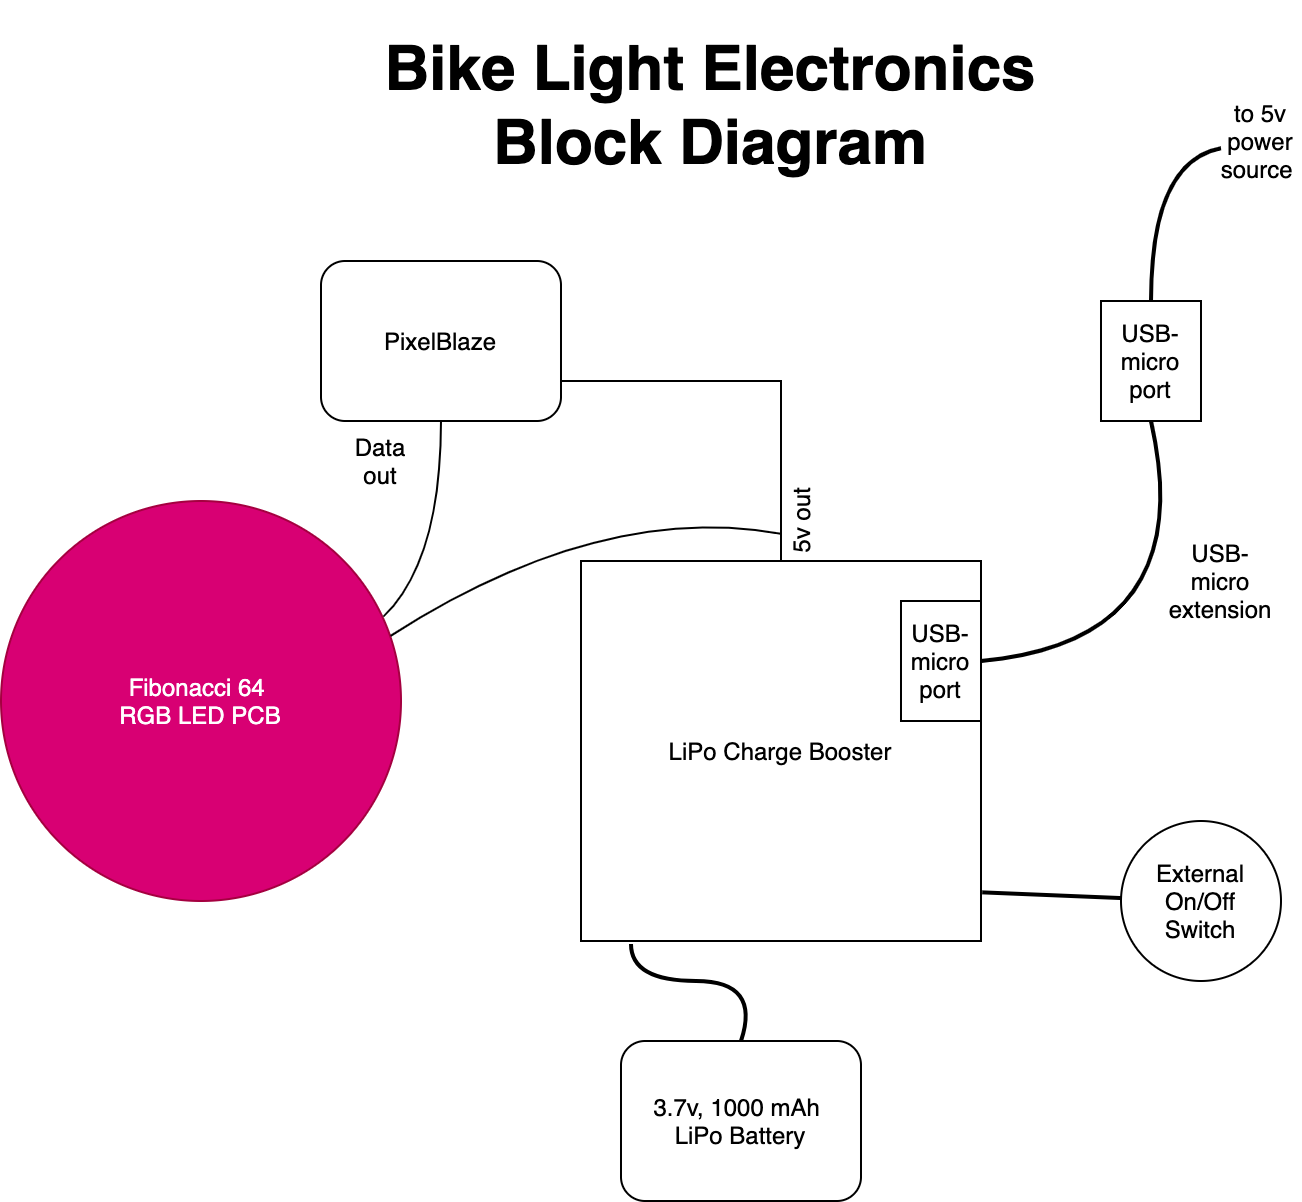 Bike Light Electronics
Block Diagram
to 5v
power
source
USB-
micro
port
PixelBlaze
Data
out
5v out
USB-
micro
extension
USB-
micro
port
Fibonacci 64
RGB LED PCB
LiPo Charge Booster
External
On/Off
Switch
3.7v, 1000 mAh
LiPo Battery